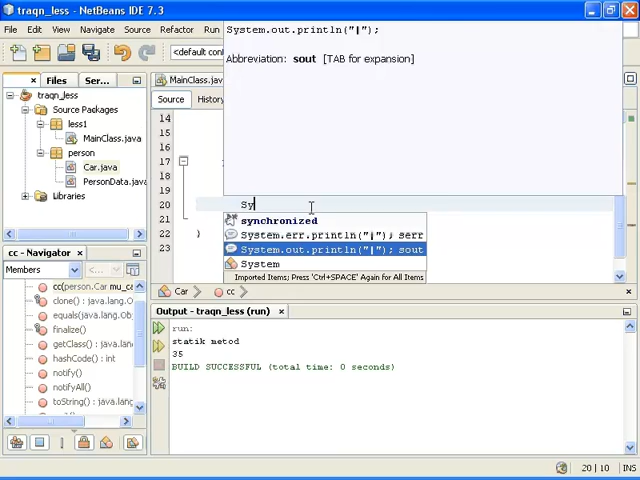 traqn_less - NetBeans IDE 7.3
File Edit View Navigate Source Refactor Run
<default conf
Files Ser...
traqn_less
Source Packages
less1
MainClass.java
person
Car.java
PersonData.java
Libraries
MainClass.java
Source History
System.out.println("|");
Abbreviation: sout [TAB for expansion]
14
15
16
17
18
19
20 Sy
21
22 }
23
synchronized
System.err.println("|"); serr
System.out.println("|"); sout
System
Imported Items; Press 'Ctrl+SPACE' Again for All Items
Car cc
cc - Navigator
Members <...>
cc(person.Car mu_ca
clone() : java.lang.O
equals(java.lang.Ob
finalize()
getClass() : java.lan
hashCode() : int
notify()
notifyAll()
toString() : java.lang
Output - traqn_less (run)
run:
statik metod
35
BUILD SUCCESSFUL (total time: 0 seconds)
20 | 10 INS